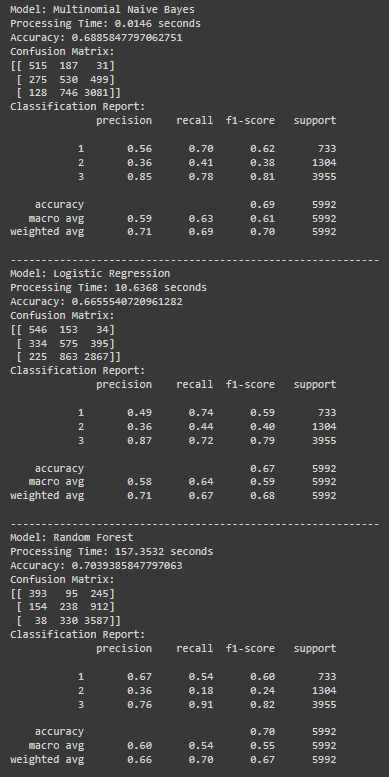 Model: Multinomial Naive Bayes
Processing Time: 0.0146 seconds
Accuracy: 0.6885847797062751
Confusion Matrix:
[[ 515  187   31]
 [ 275  530  499]
 [ 128  746 3081]]
Classification Report:
              precision    recall  f1-score   support

           1       0.56      0.70      0.62       733
           2       0.36      0.41      0.38      1304
           3       0.85      0.78      0.81      3955

    accuracy                           0.69      5992
   macro avg       0.59      0.63      0.61      5992
weighted avg       0.71      0.69      0.70      5992

------------------------------------------------------------
Model: Logistic Regression
Processing Time: 10.6368 seconds
Accuracy: 0.6655540720961282
Confusion Matrix:
[[ 546  153   34]
 [ 334  575  395]
 [ 225  863 2867]]
Classification Report:
              precision    recall  f1-score   support

           1       0.49      0.74      0.59       733
           2       0.36      0.44      0.40      1304
           3       0.87      0.72      0.79      3955

    accuracy                           0.67      5992
   macro avg       0.58      0.64      0.59      5992
weighted avg       0.71      0.67      0.68      5992

------------------------------------------------------------
Model: Random Forest
Processing Time: 157.3532 seconds
Accuracy: 0.7039385847797063
Confusion Matrix:
[[ 393   95  245]
 [ 154  238  912]
 [  38  330 3587]]
Classification Report:
              precision    recall  f1-score   support

           1       0.67      0.54      0.60       733
           2       0.36      0.18      0.24      1304
           3       0.76      0.91      0.82      3955

    accuracy                           0.70      5992
   macro avg       0.60      0.54      0.55      5992
weighted avg       0.66      0.70      0.67      5992